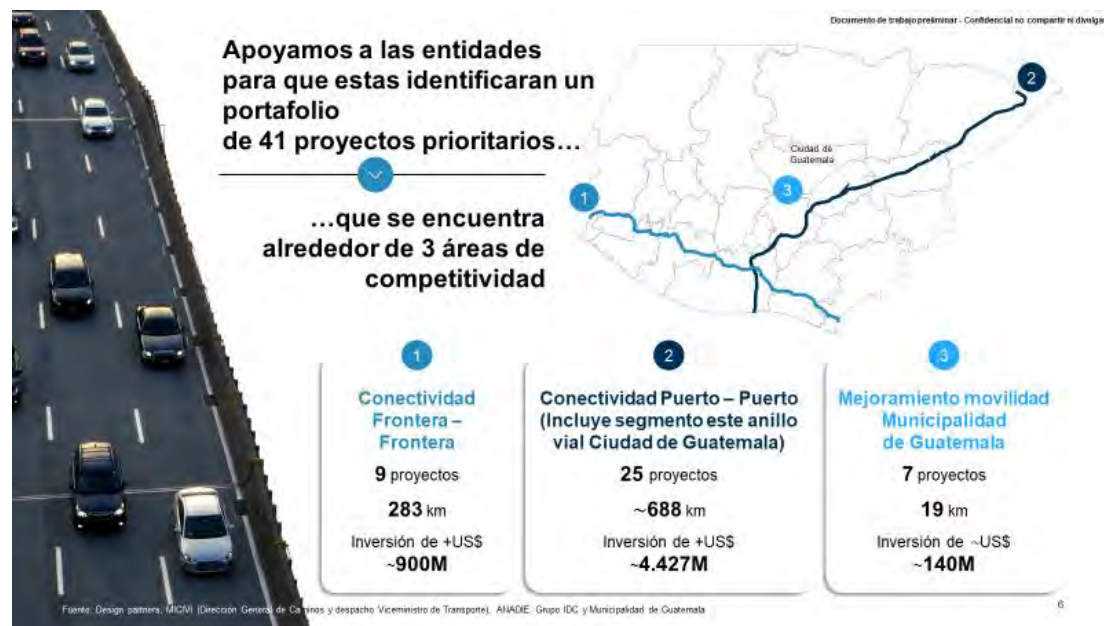 Documento de trabajo preliminar - Confidencial no compartir ni divulgar
Apoyamos a las entidades
para que estas identificaran un
portafolio
de 41 proyectos prioritarios…
…que se encuentra
alrededor de 3 áreas de
competitividad
2
Ciudad de
Guatemala
3
1
1
Conectividad
Frontera –
Frontera
9 proyectos
283 km
Inversión de +US$
~900M
2
Conectividad Puerto – Puerto
(Incluye segmento este anillo
vial Ciudad de Guatemala)
25 proyectos
~688 km
Inversión de +US$
~4.427M
3
Mejoramiento movilidad
Municipalidad
de Guatemala
7 proyectos
19 km
Inversión de ~US$
~140M
Fuente: Design partners, MICIVI (Dirección General de Caminos y despacho Viceministro de Transporte), ANADIE, Grupo IDC y Municipalidad de Guatemala
6